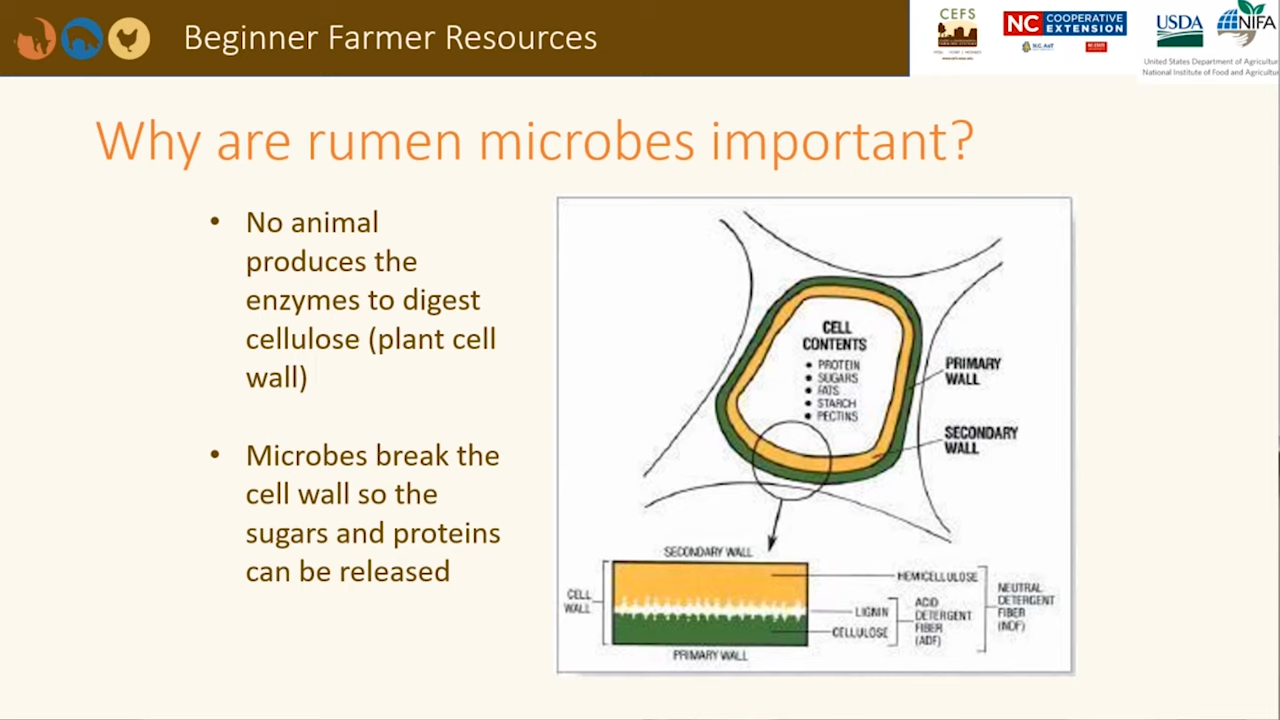 Beginner Farmer Resources
CEFS
NC COOPERATIVE
EXTENSION
USDA
NIFA
United States Department of Agricultur
National Institute of Food and Agricultur
Why are rumen microbes important?
• No animal
produces the
enzymes to digest
cellulose (plant cell
wall)
• Microbes break the
cell wall so the
sugars and proteins
can be released
CELL
CONTENTS
• PROTEIN
• SUGARS
• FATS
• STARCH
• PECTINS
PRIMARY
WALL
SECONDARY
WALL
SECONDARY WALL
CELL
WALL
PRIMARY WALL
HEMICELLULOSE
LIGNIN
CELLULOSE
ACID
DETERGENT
FIBER
(ADF)
NEUTRAL
DETERGENT
FIBER
(NDF)